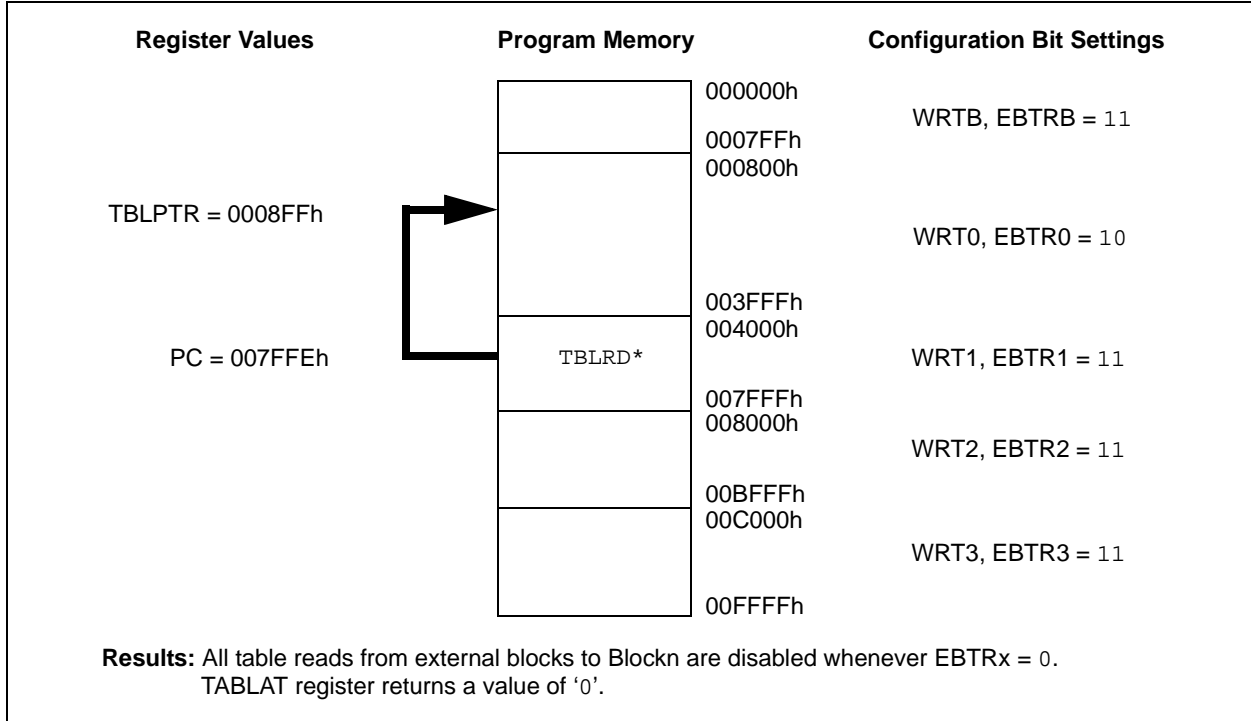 Register Values Program Memory Configuration Bit Settings
000000h
WRTB, EBTRB = 11
0007FFh
000800h
TBLPTR = 0008FFh
WRT0, EBTR0 = 10
003FFFh
004000h
PC = 007FFEh TBLRD* WRT1, EBTR1 = 11
007FFFh
008000h
WRT2, EBTR2 = 11
00BFFFh
00C000h
WRT3, EBTR3 = 11
00FFFFh
Results: All table reads from external blocks to Blockn are disabled whenever EBTRx = 0.
TABLAT register returns a value of ‘0’.